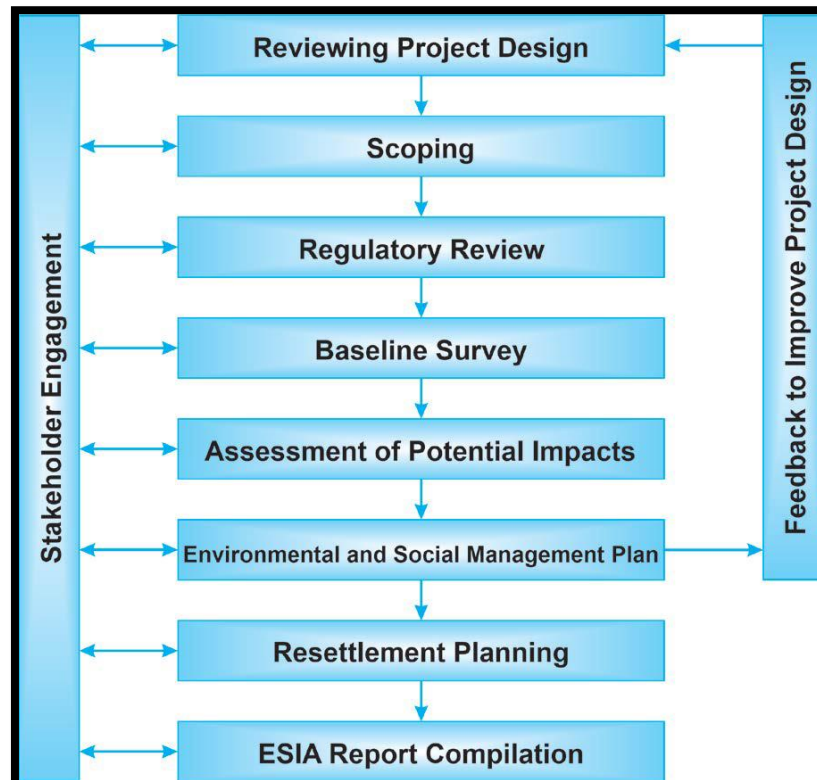 Reviewing Project Design
Scoping
Regulatory Review
Baseline Survey
Assessment of Potential Impacts
Environmental and Social Management Plan
Resettlement Planning
ESIA Report Compilation
Stakeholder Engagement
Feedback to Improve Project Design